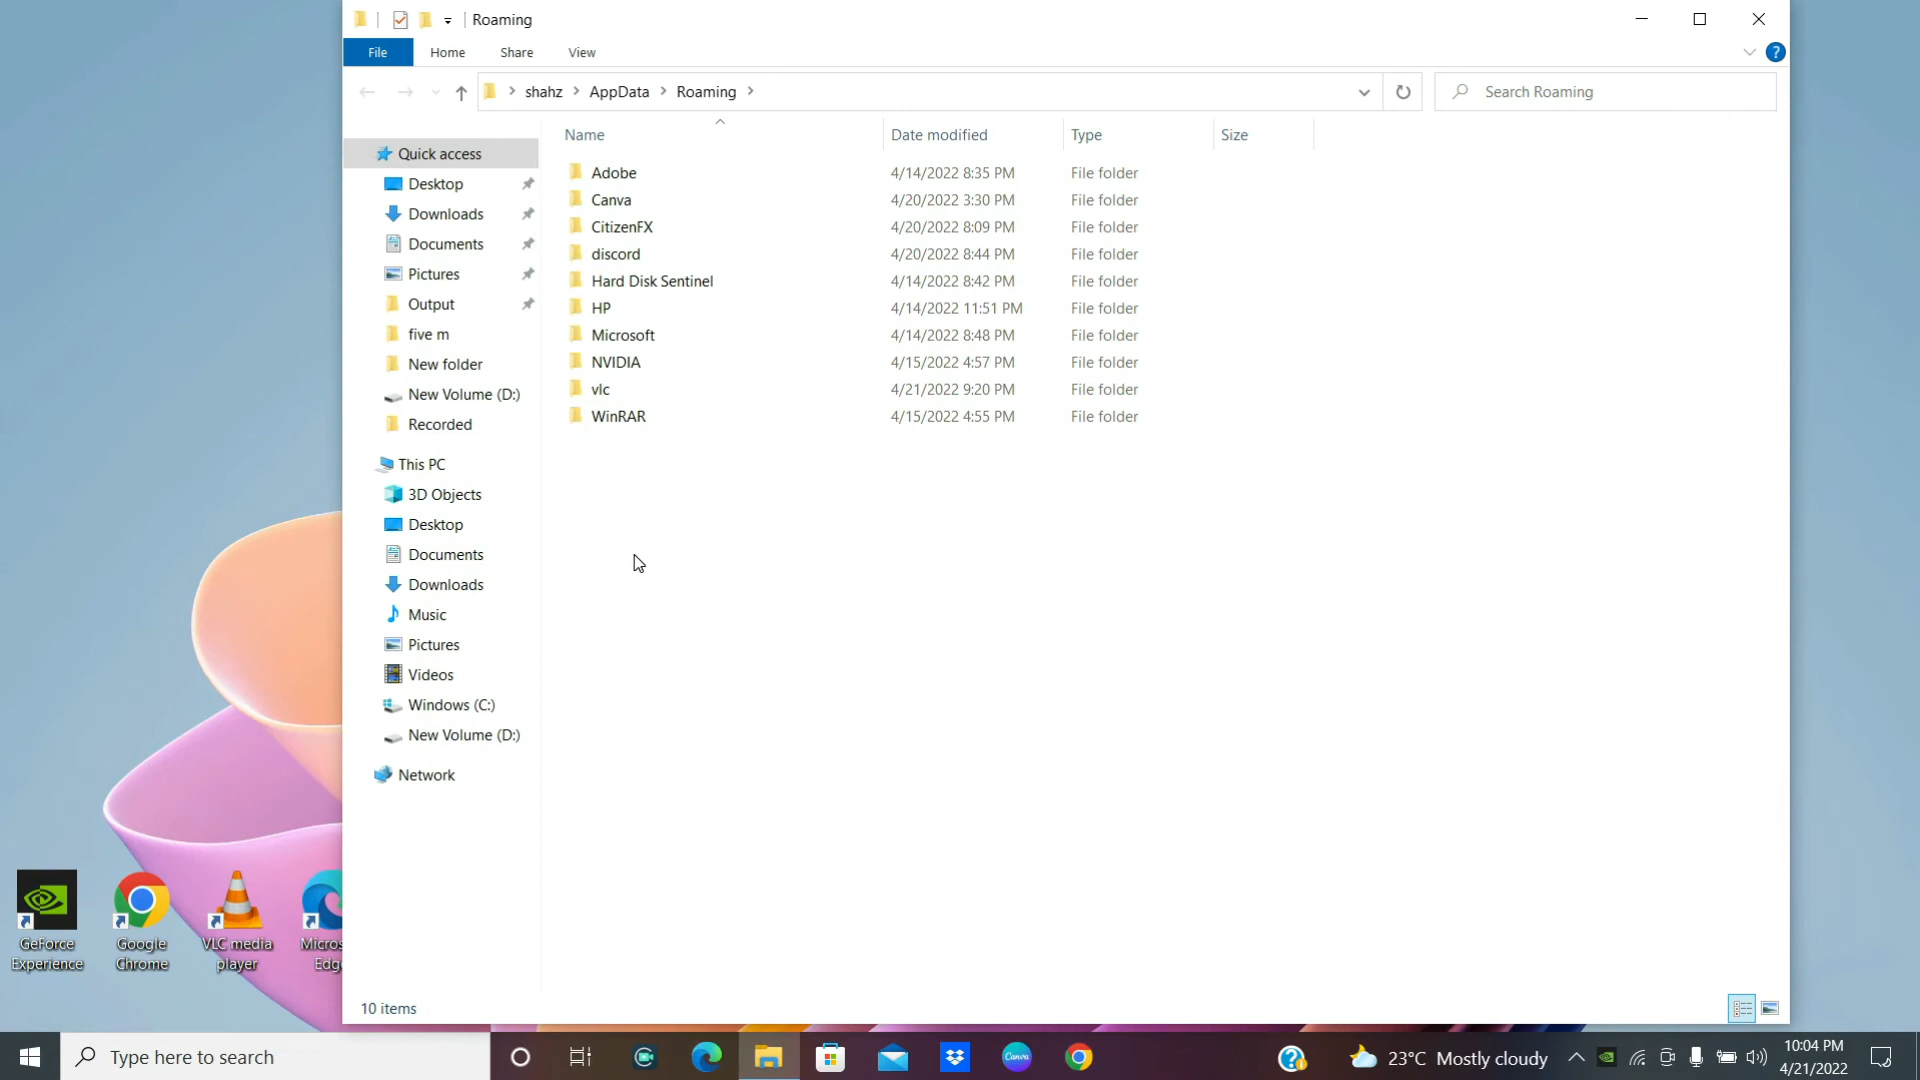 Roaming
File Home Share View
shahz AppData Roaming
Search Roaming
Name Date modified Type Size
Quick access
Desktop
Downloads
Documents
Pictures
Output
five m
New folder
New Volume (D:)
Recorded
This PC
3D Objects
Desktop
Documents
Downloads
Music
Pictures
Videos
Windows (C:)
New Volume (D:)
Network
Adobe 4/14/2022 8:35 PM File folder
Canva 4/20/2022 3:30 PM File folder
CitizenFX 4/20/2022 8:09 PM File folder
discord 4/20/2022 8:44 PM File folder
Hard Disk Sentinel 4/14/2022 8:42 PM File folder
HP 4/14/2022 11:51 PM File folder
Microsoft 4/14/2022 8:48 PM File folder
NVIDIA 4/15/2022 4:57 PM File folder
vlc 4/21/2022 9:20 PM File folder
WinRAR 4/15/2022 4:55 PM File folder
10 items
GeForce
Experience
Google
Chrome
VLC media
player
Micros
Edg
Type here to search
Canva
23°C Mostly cloudy
10:04 PM
4/21/2022